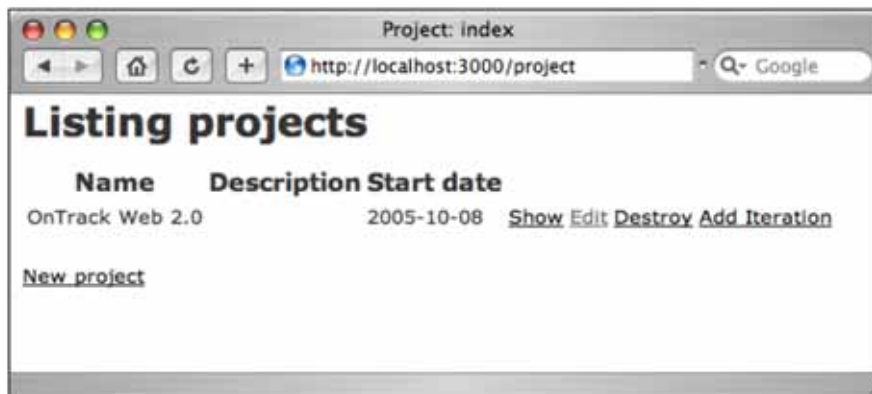 Project: index
http://localhost:3000/project
Google
Listing projects
Name Description Start date
OnTrack Web 2.0 2005-10-08 Show Edit Destroy Add Iteration
New project